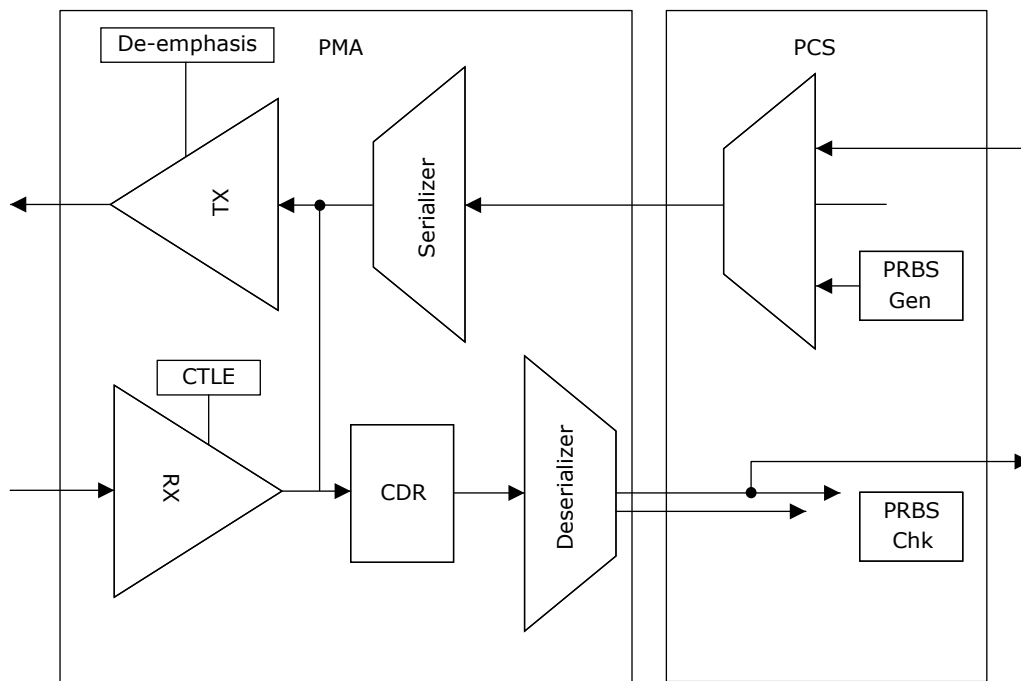 De-emphasis
PMA
PCS
TX
Serializer
PRBS
Gen
CTLE
RX
CDR
Deserializer
PRBS
Chk